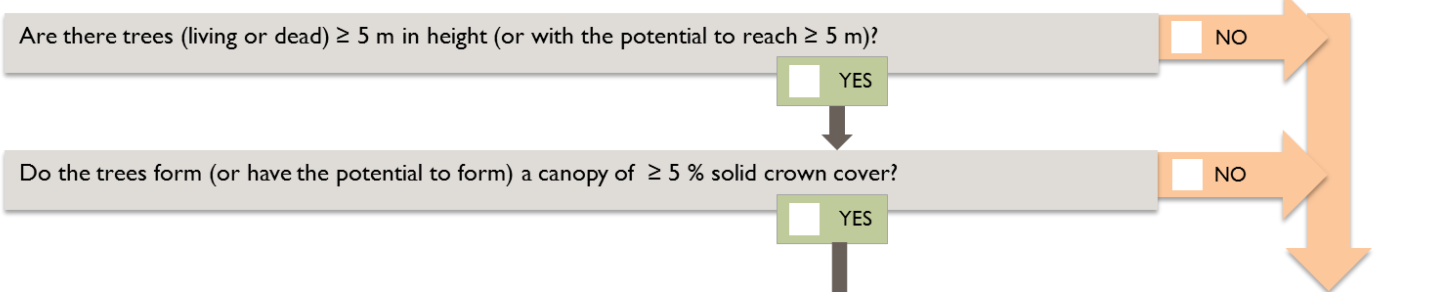 Are there trees (living or dead) ≥ 5 m in height (or with the potential to reach ≥ 5 m)?
NO
YES
Do the trees form (or have the potential to form) a canopy of ≥ 5 % solid crown cover?
NO
YES